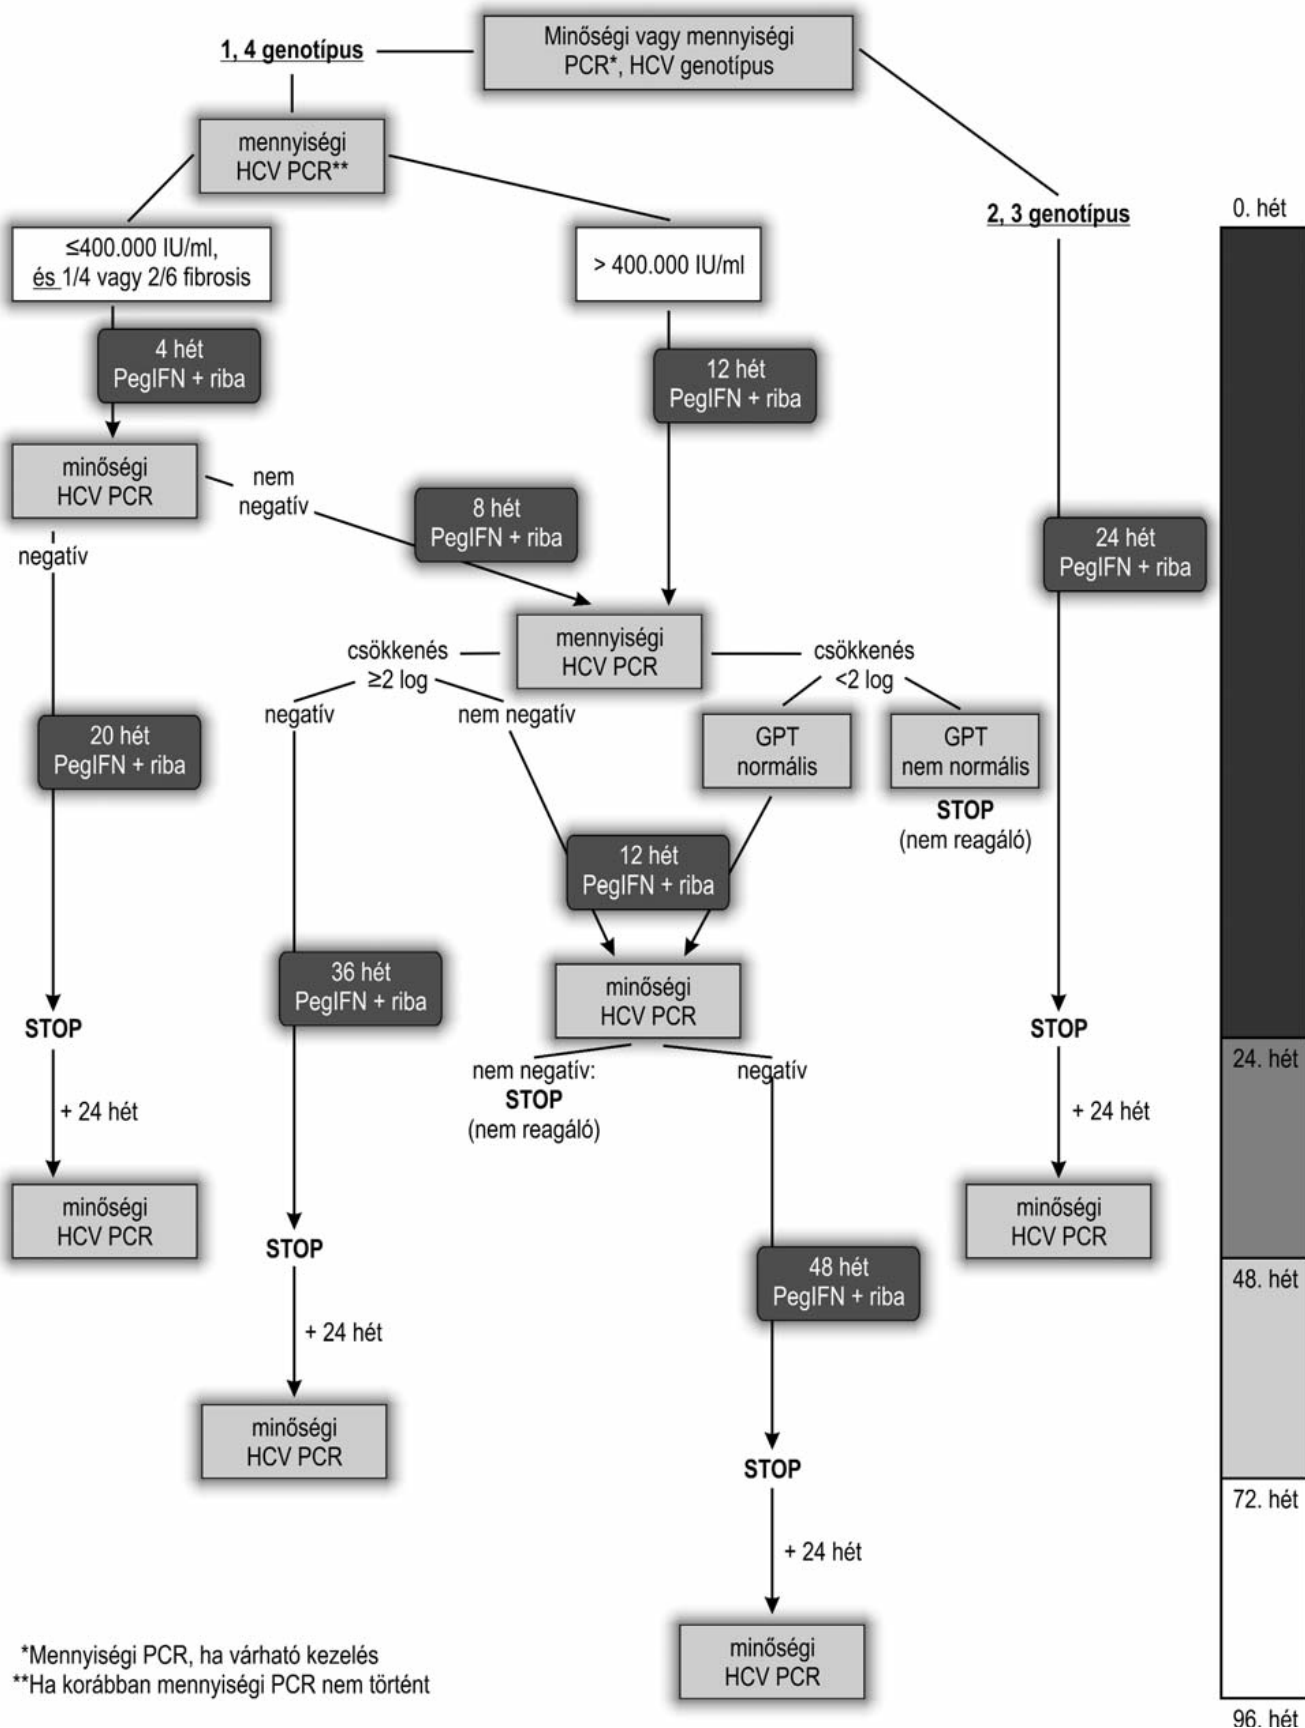 Minőségi vagy mennyiségi
PCR*, HCV genotípus
1, 4 genotípus
mennyiségi
HCV PCR**
2, 3 genotípus
0. hét
≤400.000 IU/ml,
és 1/4 vagy 2/6 fibrosis
> 400.000 IU/ml
4 hét
PegIFN + riba
12 hét
PegIFN + riba
minőségi
HCV PCR
nem
negatív
8 hét
PegIFN + riba
24 hét
PegIFN + riba
negatív
mennyiségi
HCV PCR
csökkenés
≥2 log
csökkenés
<2 log
negatív
nem negatív
20 hét
PegIFN + riba
GPT
normális
GPT
nem normális
STOP
(nem reagáló)
12 hét
PegIFN + riba
36 hét
PegIFN + riba
minőségi
HCV PCR
STOP
STOP
nem negatív:
STOP
(nem reagáló)
negatív
24. hét
+ 24 hét
+ 24 hét
minőségi
HCV PCR
minőségi
HCV PCR
STOP
48 hét
PegIFN + riba
48. hét
+ 24 hét
minőségi
HCV PCR
STOP
72. hét
+ 24 hét
minőségi
HCV PCR
*Mennyiségi PCR, ha várható kezelés
**Ha korábban mennyiségi PCR nem történt
96. hét